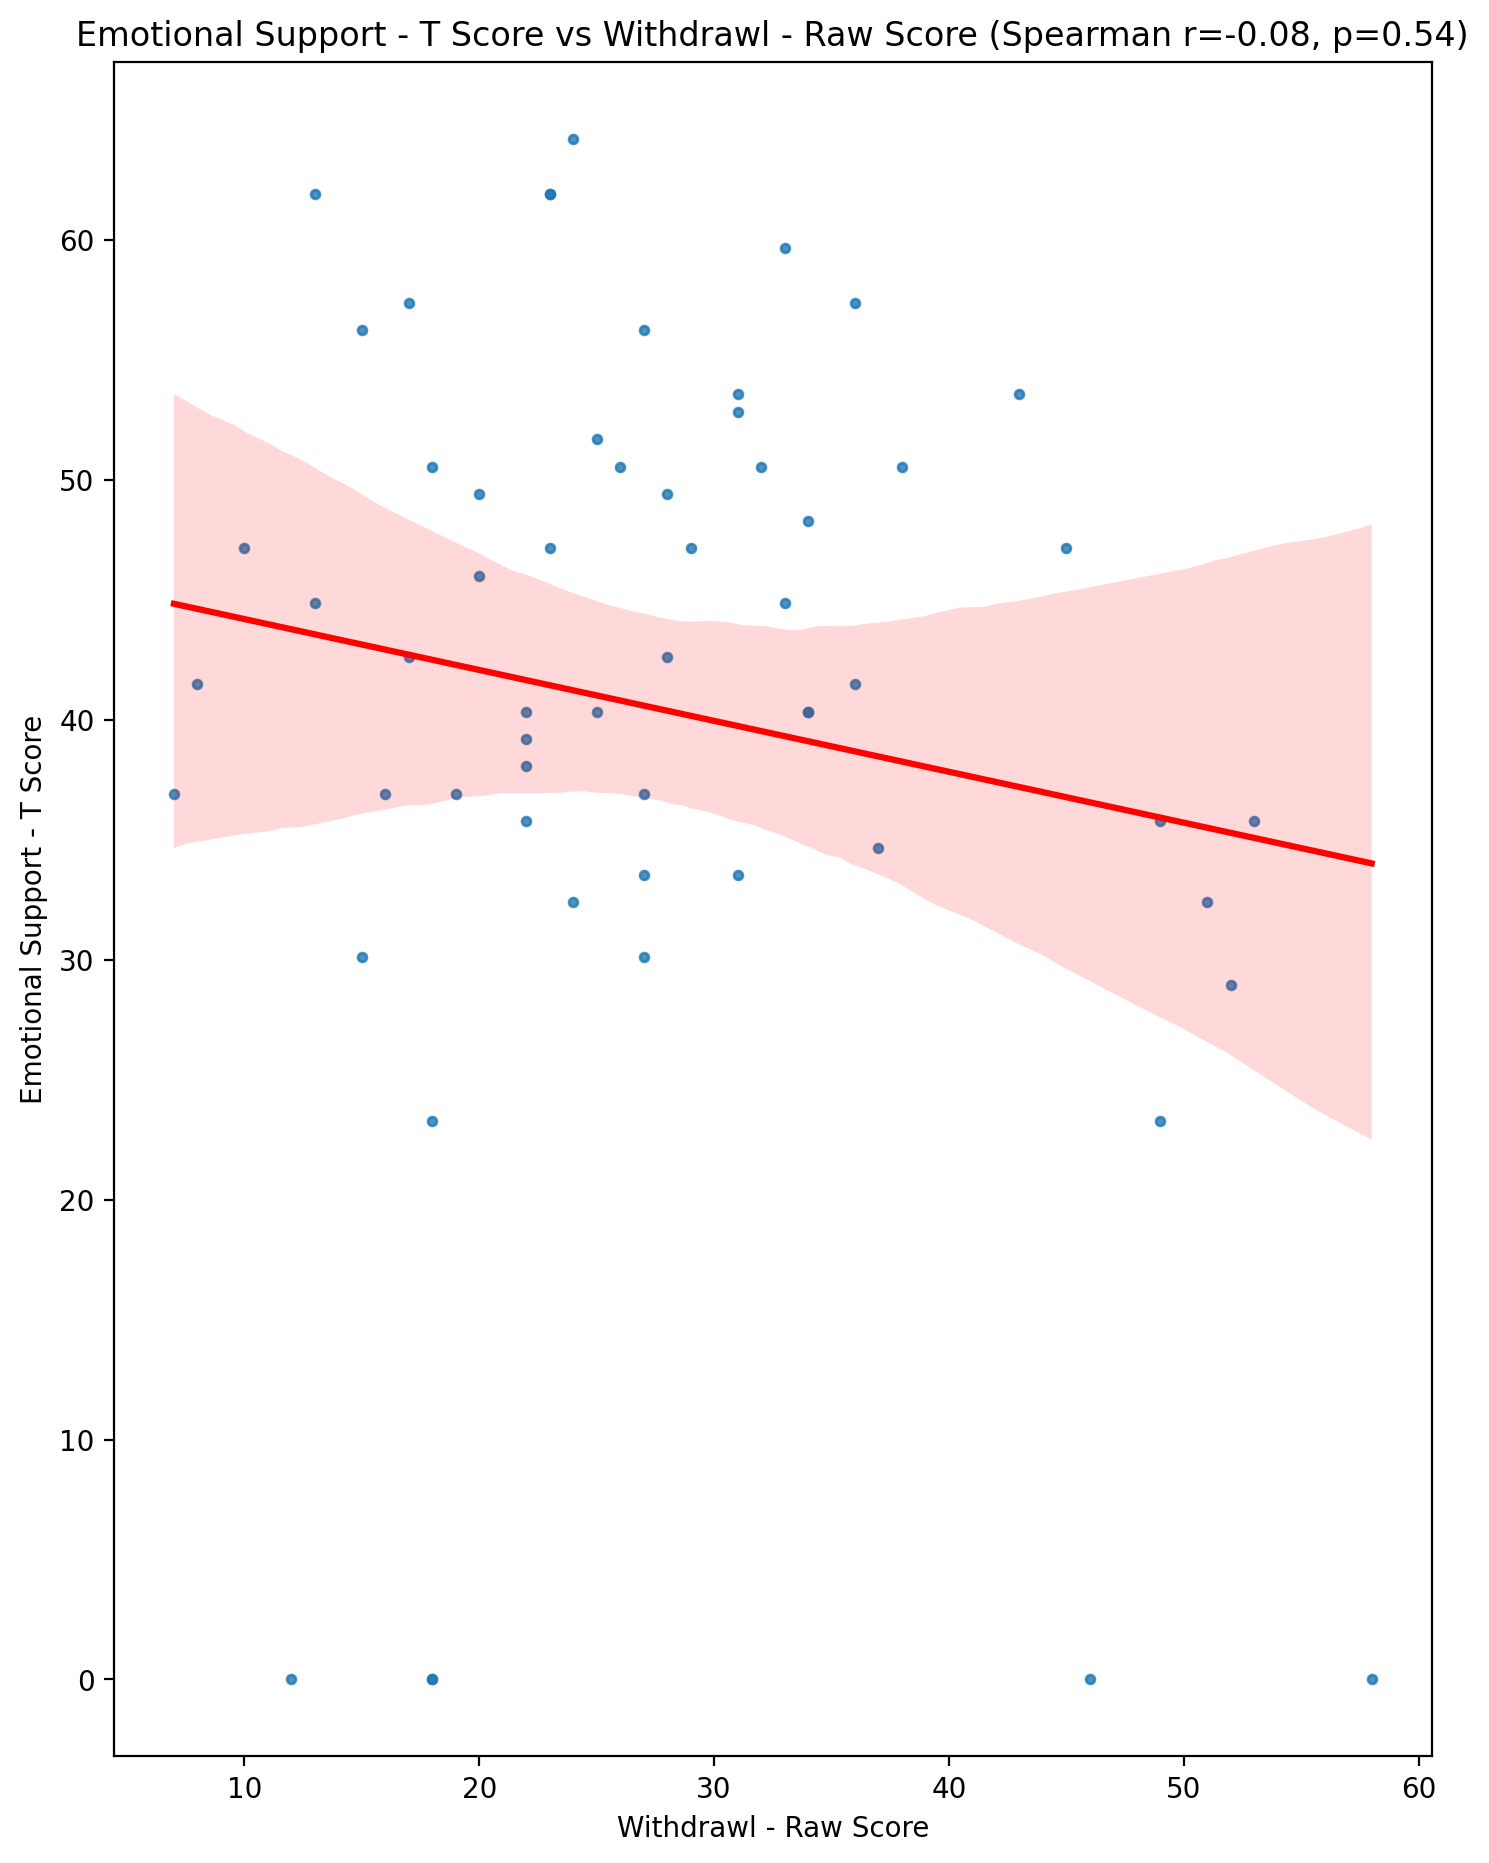 Emotional Support - T Score vs Withdrawl - Raw Score (Spearman r=-0.08, p=0.54)
60
50
40
30
20
10
0
Emotional Support - T Score
10 20 30 40 50 60
Withdrawl - Raw Score